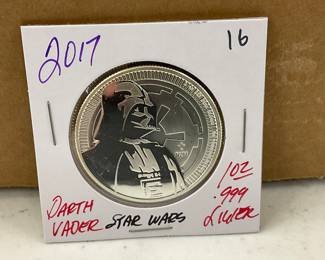 2017
16
DARTH
VADER STAR WARS
1OZ
.999
SILVER